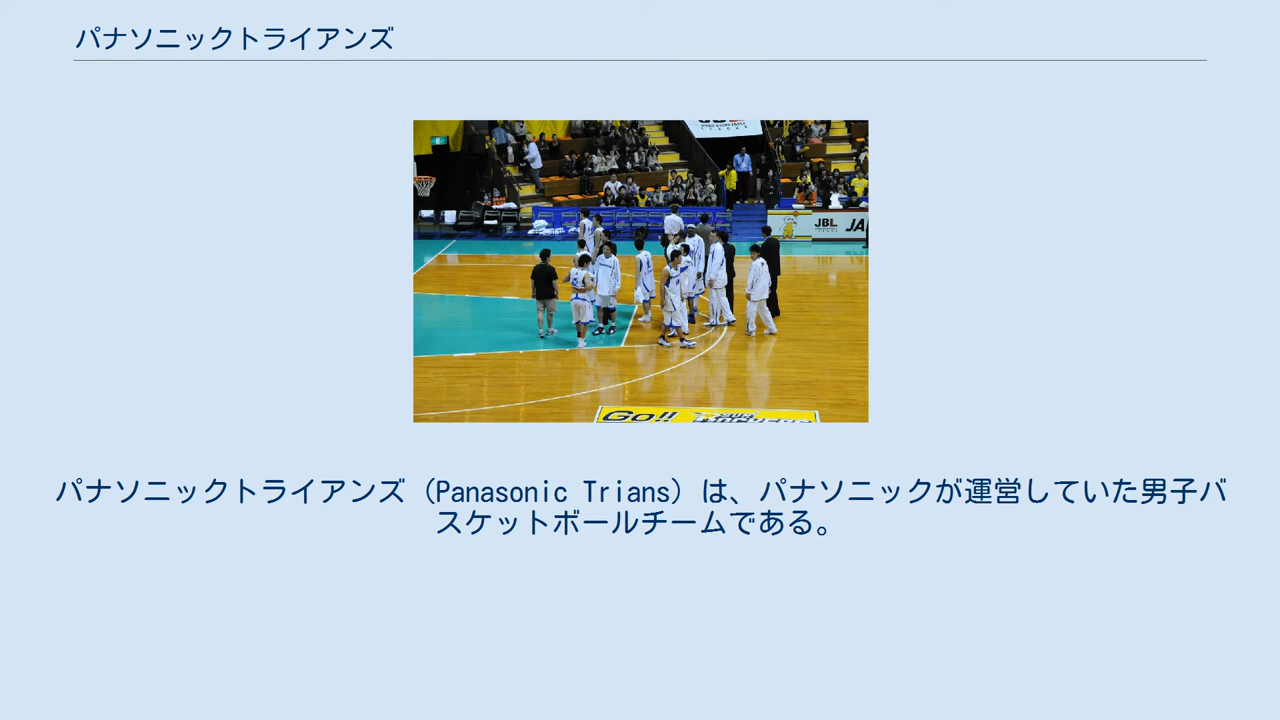 パナソニックトライアンズ
JBL
Go!!
パナソニックトライアンズ（Panasonic Trians）は、パナソニックが運営していた男子バ
スケットボールチームである。